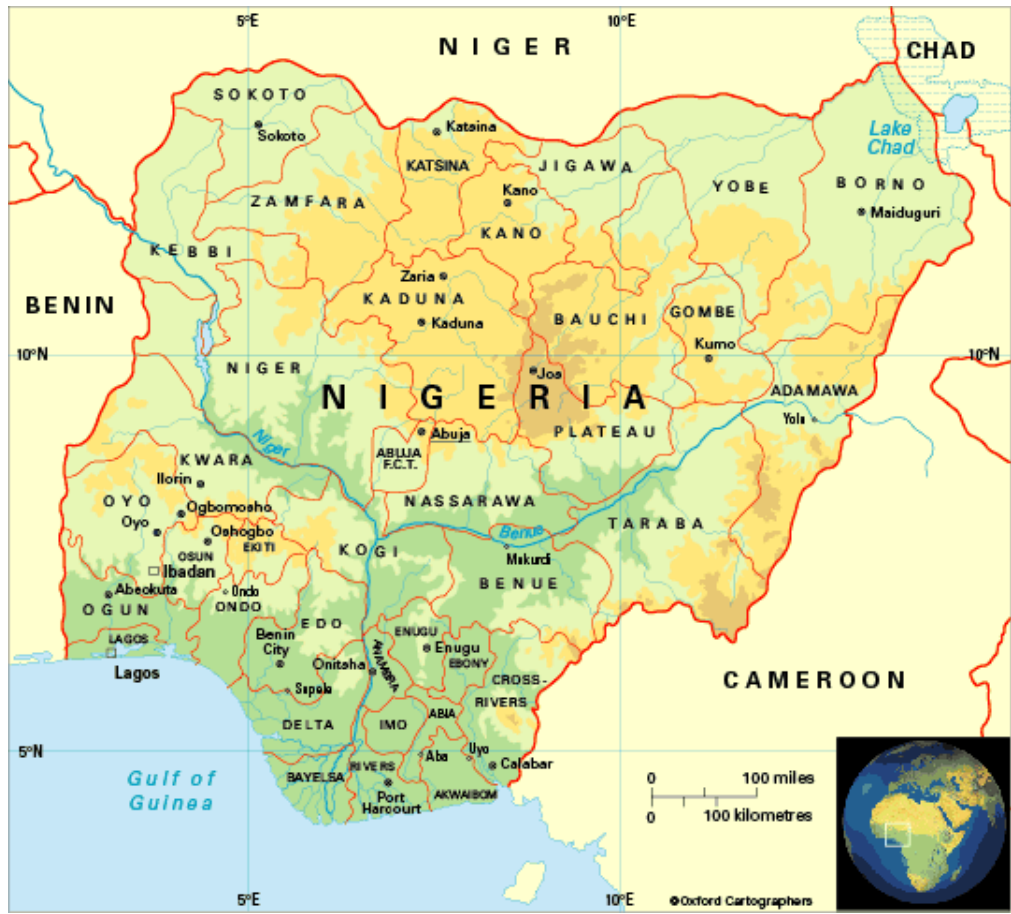 5°E
10°E
NIGER
CHAD
SOKOTO
Sokoto
Katsina
Lake
Chad
KATSINA
JIGAWA
YOBE
BORNO
ZAMFARA
Kano
Maiduguri
KANO
KEBBI
Zaria
BENIN
KADUNA
Kaduna
BAUCHI
GOMBE
Kumo
10°N
10°N
NIGER
Jos
NIGERIA
ADAMAWA
Yola
Niger
Abuja
PLATEAU
ABUJA
F.C.T.
KWARA
Ilorin
NASSARAWA
OYO
Ogbomosho
Oyo
Oshogbo
OSUN
EKITI
KOGI
Benue
TARABA
Makurdi
Ibadan
BENUE
Abeokuta
Ondo
OGUN
ONDO
EDO
LAGOS
Lagos
Benin
City
ENUGU
Enugu
Onitsha
ANAMBRA
EBONY
CROSS-
RIVERS
CAMEROON
Sapele
DELTA
IMO
ABIA
5°N
5°N
Aba
Uyo
Calabar
BAYELSA
RIVERS
Port
Harcourt
AKWAIBOM
Gulf of
Guinea
0
100 miles
0
100 kilometres
5°E
10°E
©Oxford Cartographers